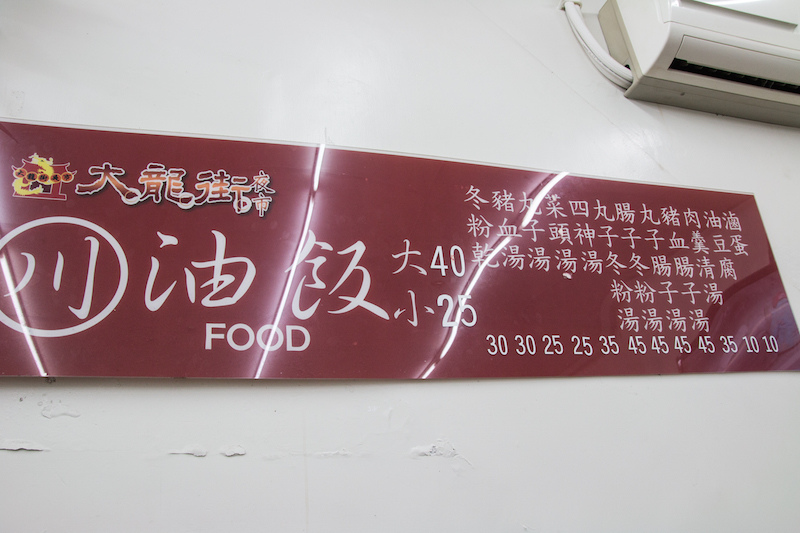 大龍街夜市
川 油飯
FOOD
大40
小25
冬粉乾 30
豬血湯 30
丸子湯 25
菜頭湯 25
四神湯 35
丸子冬粉湯 45
腸子冬粉湯 45
丸子腸子湯 45
豬血腸子湯 45
肉羹清湯 35
油豆腐 10
滷蛋 10